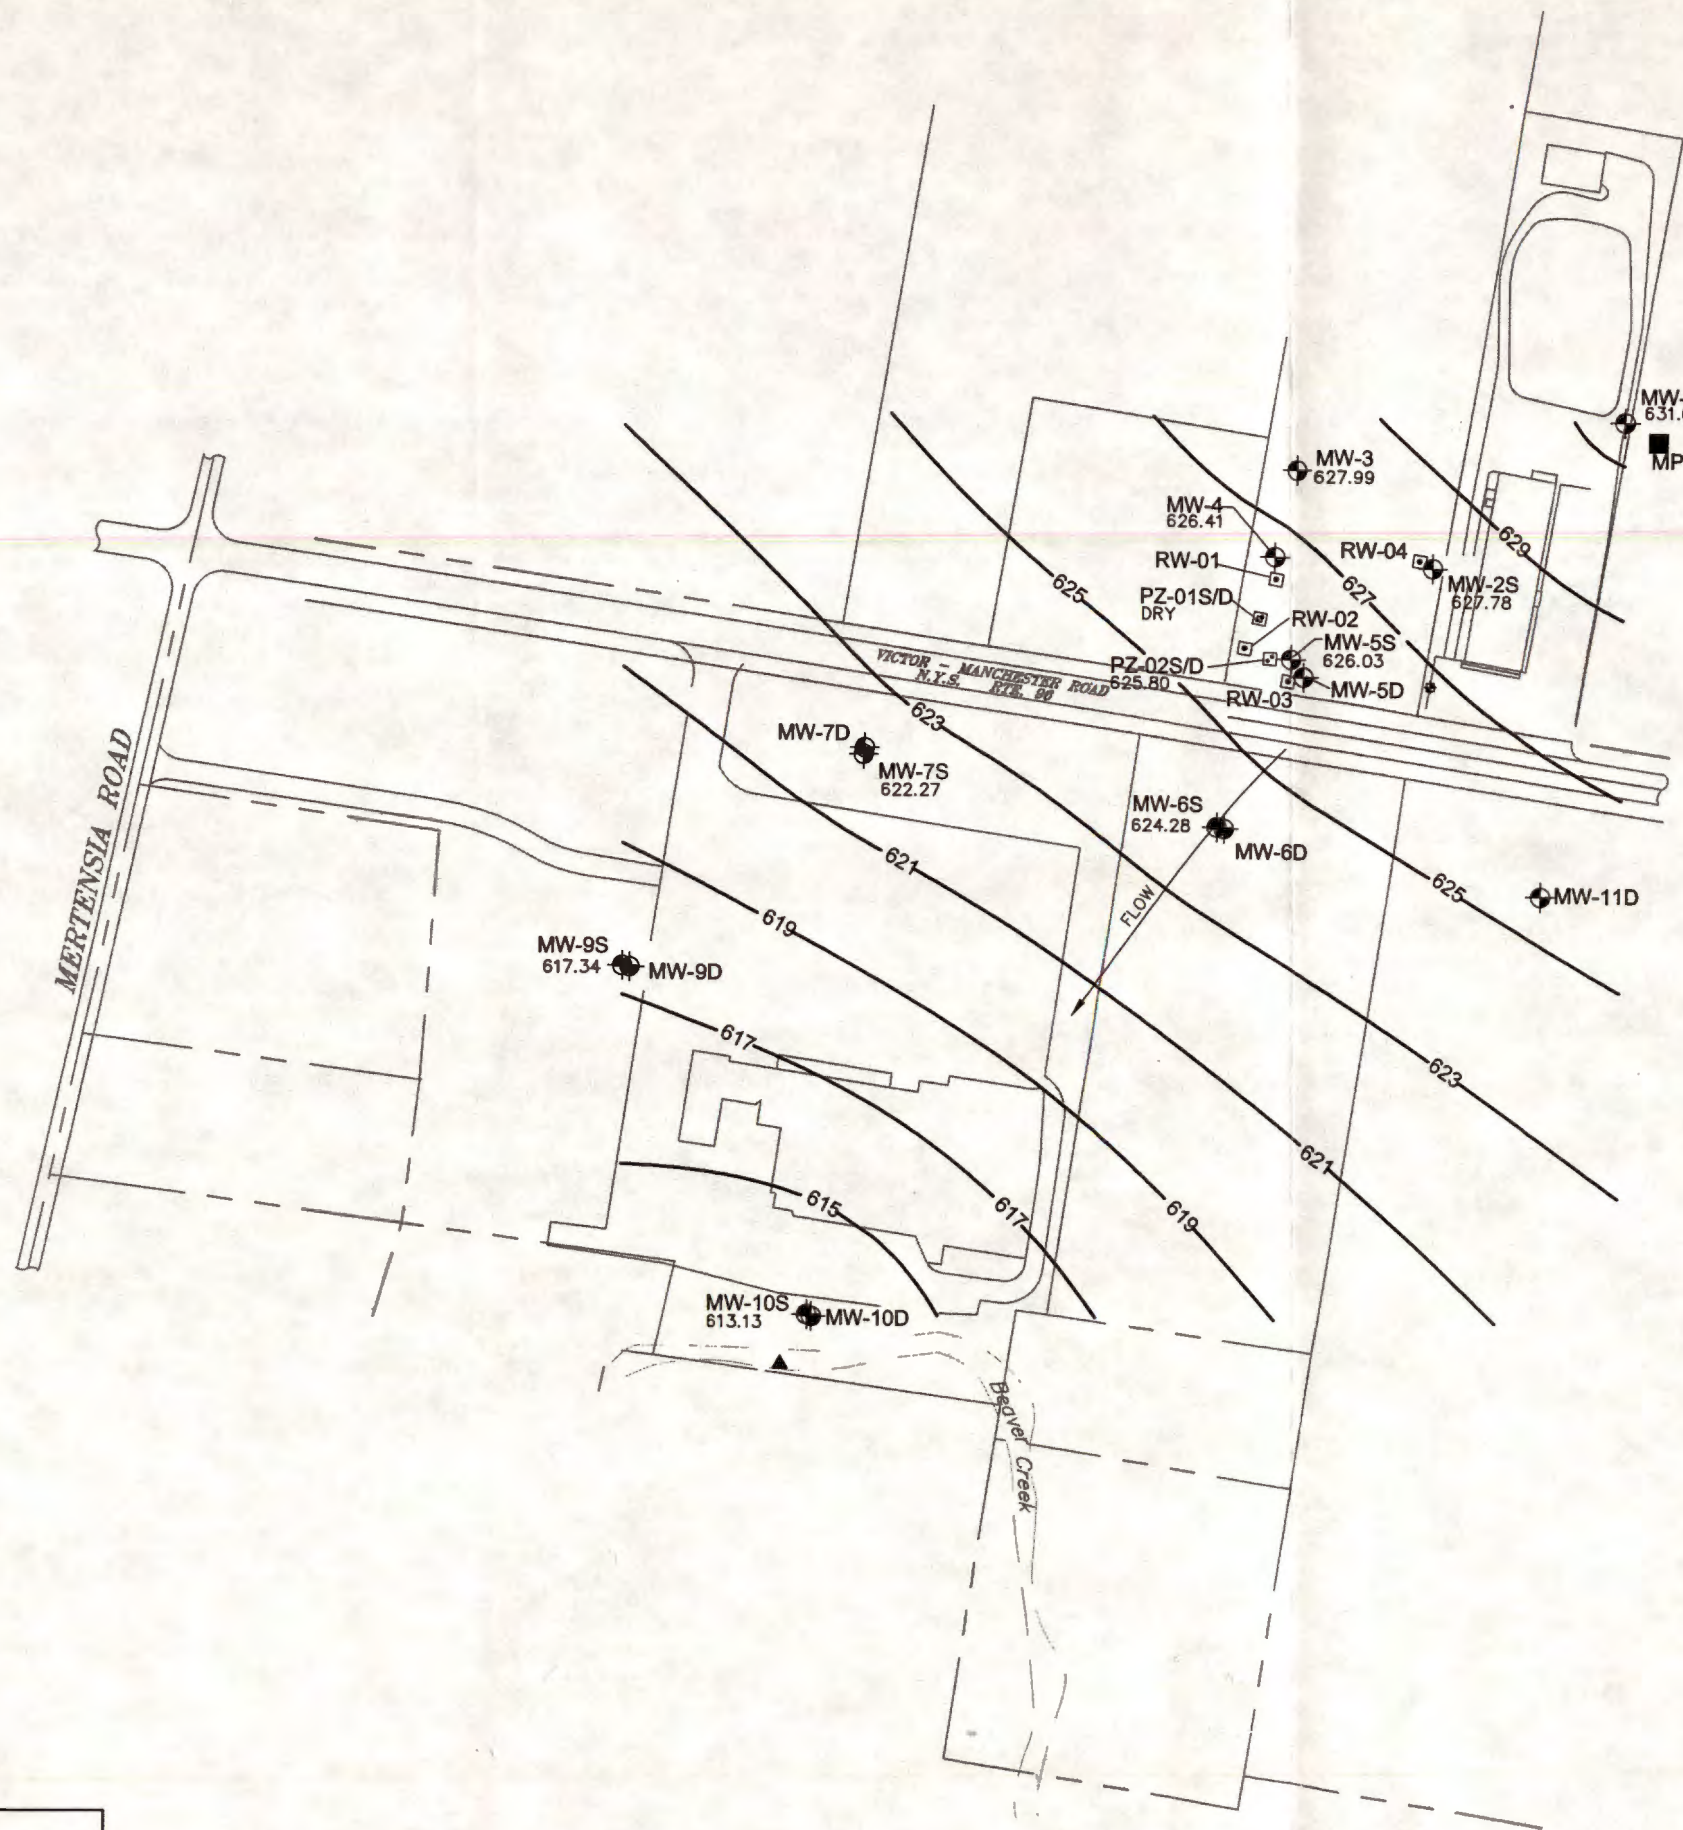 MW-
631.
MP
MW-3
627.99
MW-4
626.41
RW-01
RW-04
629
MW-2S
627.78
625
627
PZ-01S/D
DRY
RW-02
MW-5S
626.03
PZ-02S/D
625.80
MW-5D
RW-03
VICTOR - MANCHESTER ROAD
N.Y.S. RTE. 96
623
MW-7D
MW-7S
622.27
MERTENSIA ROAD
MW-6S
624.28
MW-6D
621
625
MW-11D
FLOW
619
MW-9S
617.34
MW-9D
617
623
621
615
617
619
MW-10S
613.13
MW-10D
Beaver Creek